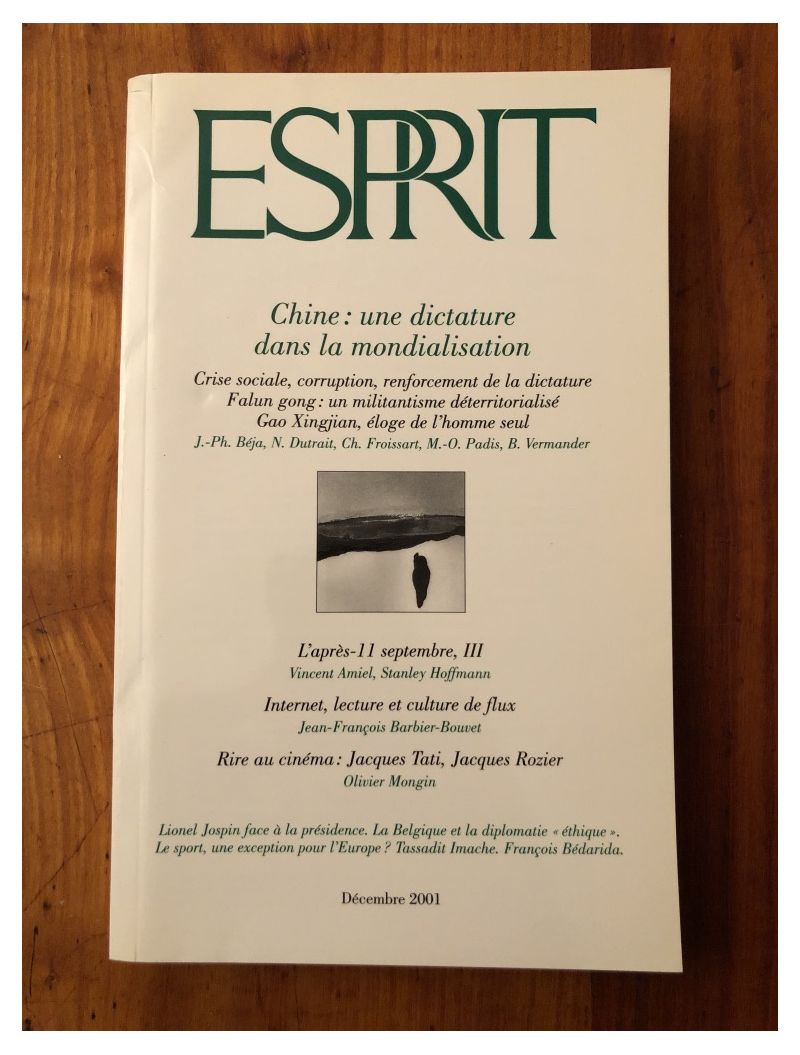 ESPRIT
Chine : une dictature
dans la mondialisation
Crise sociale, corruption, renforcement de la dictature
Falun gong : un militantisme déterritorialisé
Gao Xingjian, éloge de l'homme seul
J.-Ph. Béja, N. Dutrait, Ch. Froissart, M.-O. Padis, B. Vermander
L'après-11 septembre, III
Vincent Amiel, Stanley Hoffmann
Internet, lecture et culture de flux
Jean-François Barbier-Bouvet
Rire au cinéma : Jacques Tati, Jacques Rozier
Olivier Mongin
Lionel Jospin face à la présidence. La Belgique et la diplomatie « éthique ».
Le sport, une exception pour l'Europe ? Tassadit Imache. François Bédarida.
Décembre 2001